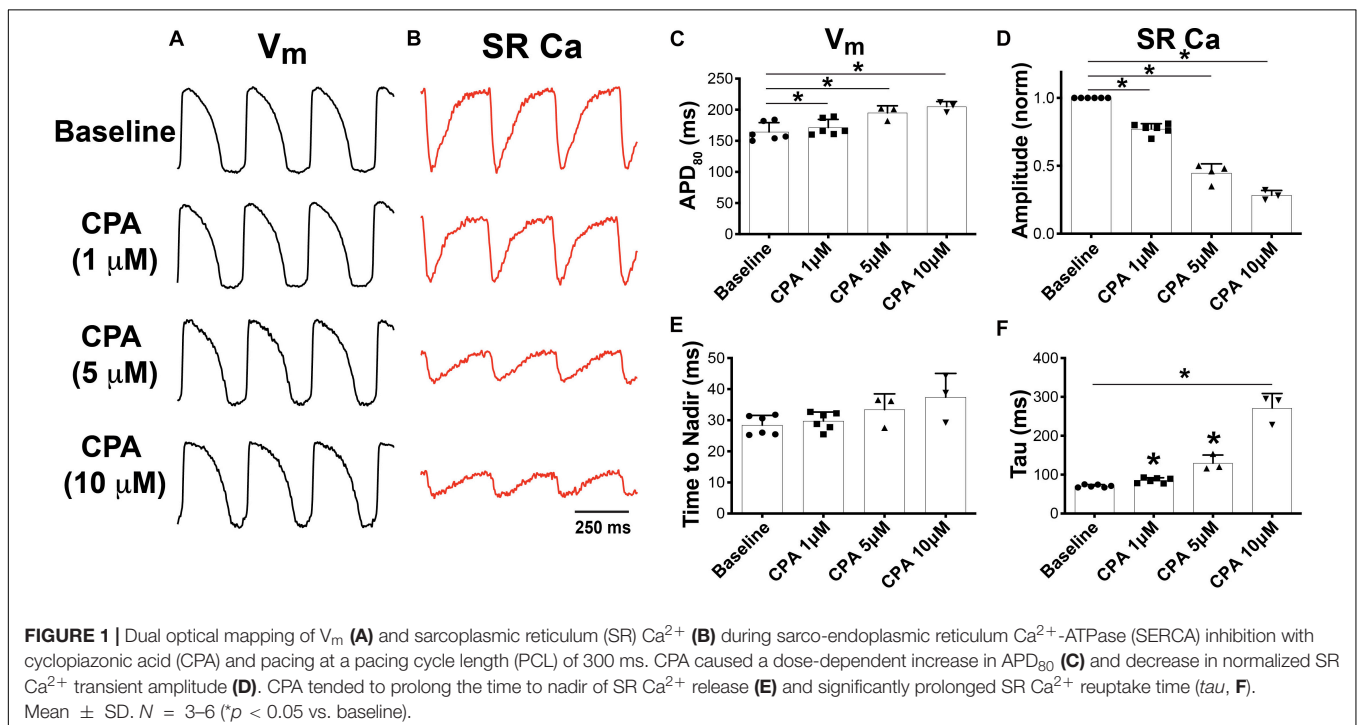 A
V_m
B
SR Ca
Baseline
CPA
(1 μM)
CPA
(5 μM)
CPA
(10 μM)
250 ms
C
V_m
*
*
*
APD_80 (ms)
250
200
150
100
50
0
Baseline
CPA 1μM
CPA 5μM
CPA 10μM
D
SR Ca
*
*
*
Amplitude (norm)
1.0
0.5
0.0
Baseline
CPA 1μM
CPA 5μM
CPA 10μM
E
Time to Nadir (ms)
50
40
30
20
10
0
Baseline
CPA 1μM
CPA 5μM
CPA 10μM
F
*
*
*
Tau (ms)
400
300
200
100
0
Baseline
CPA 1μM
CPA 5μM
CPA 10μM
FIGURE 1 | Dual optical mapping of V_m (A) and sarcoplasmic reticulum (SR) Ca²⁺ (B) during sarco-endoplasmic reticulum Ca²⁺-ATPase (SERCA) inhibition with
cyclopiazonic acid (CPA) and pacing at a pacing cycle length (PCL) of 300 ms. CPA caused a dose-dependent increase in APD_80 (C) and decrease in normalized SR
Ca²⁺ transient amplitude (D). CPA tended to prolong the time to nadir of SR Ca²⁺ release (E) and significantly prolonged SR Ca²⁺ reuptake time (tau, F).
Mean ± SD. N = 3–6 (*p < 0.05 vs. baseline).